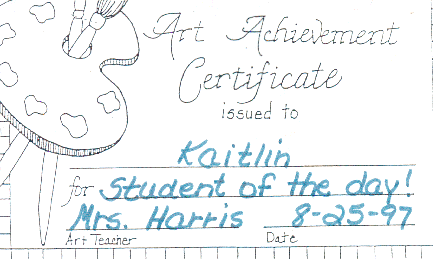 Art Achievement
Certificate
issued to
Kaitlin
for Student of the day!
Mrs. Harris 8-25-97
Art Teacher Date